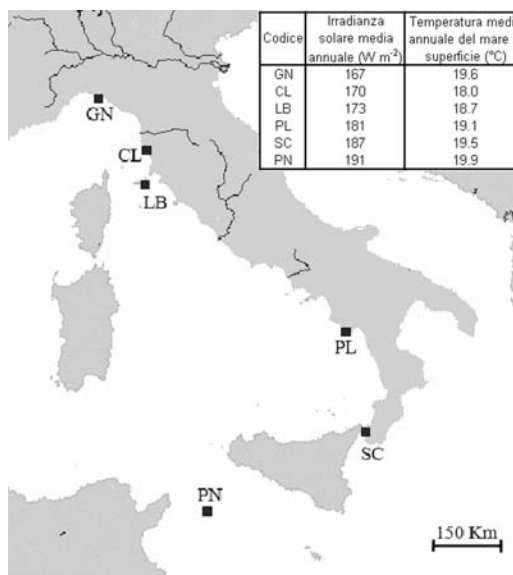 Codice
Irradianza
solare media
annuale (W m⁻²)
Temperatura medi
annuale del mare
superficie (°C)
GN 167 19.6
CL 170 18.0
LB 173 18.7
PL 181 19.1
SC 187 19.5
PN 191 19.9
GN
CL
LB
PL
SC
PN
150 Km